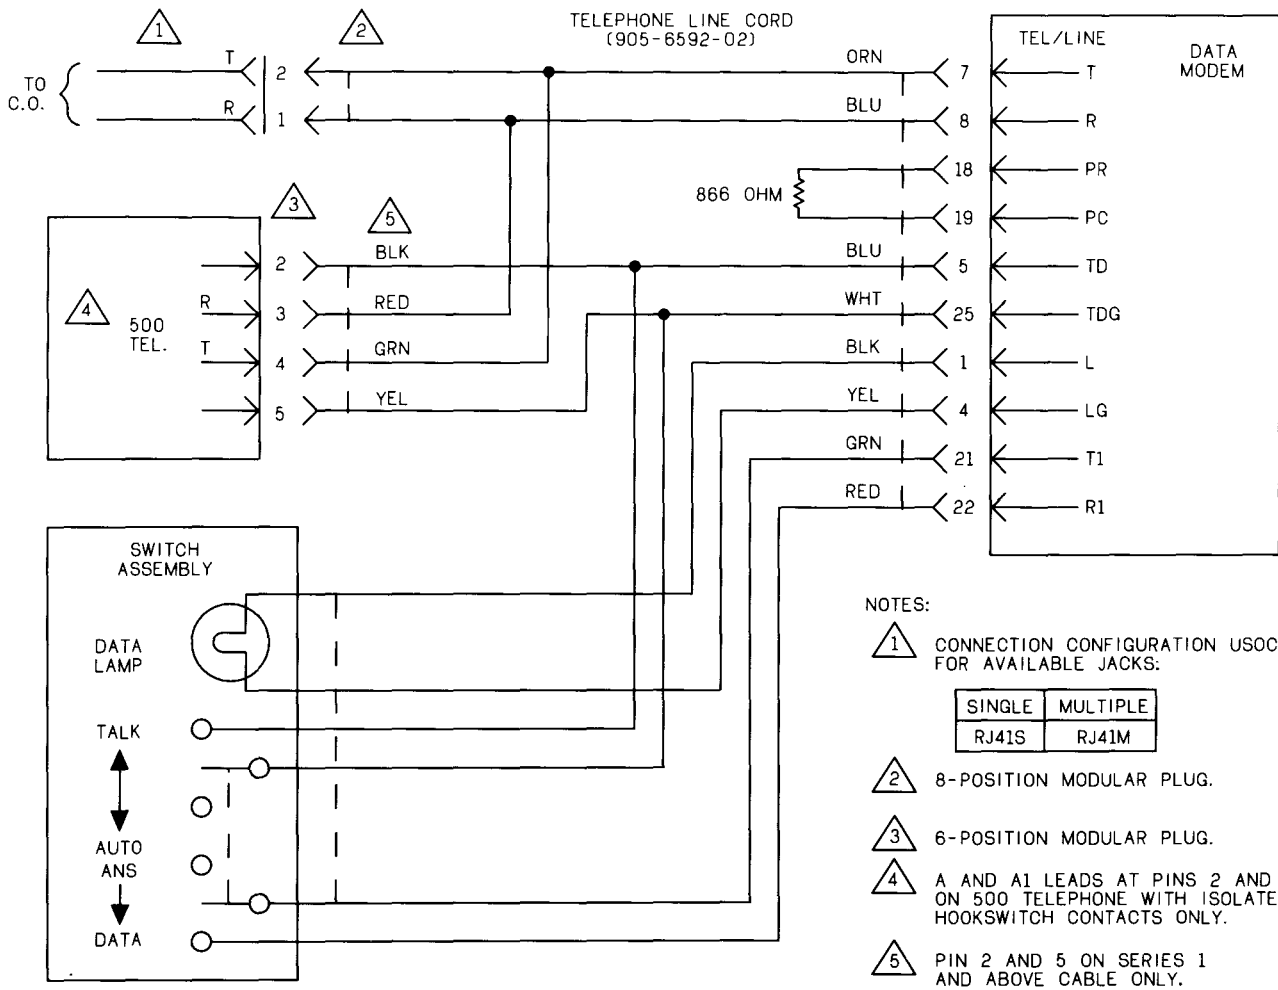 TELEPHONE LINE CORD
(905-6592-02)
1
2
TO
C.O.
T
2
R
1
ORN
7
BLU
8
TEL/LINE
DATA
MODEM
T
R
866 OHM
18
PR
19
PC
3
5
2
BLK
BLU
5
TD
4
500
TEL.
R
3
RED
WHT
25
TDG
T
4
GRN
BLK
1
L
5
YEL
YEL
4
LG
GRN
21
T1
RED
22
R1
SWITCH
ASSEMBLY
DATA
LAMP
TALK
AUTO
ANS
DATA
NOTES:
1 CONNECTION CONFIGURATION USOC
FOR AVAILABLE JACKS:
SINGLE MULTIPLE
RJ41S RJ41M
2 8-POSITION MODULAR PLUG.
3 6-POSITION MODULAR PLUG.
4 A AND A1 LEADS AT PINS 2 AND
ON 500 TELEPHONE WITH ISOLATE
HOOKSWITCH CONTACTS ONLY.
5 PIN 2 AND 5 ON SERIES 1
AND ABOVE CABLE ONLY.